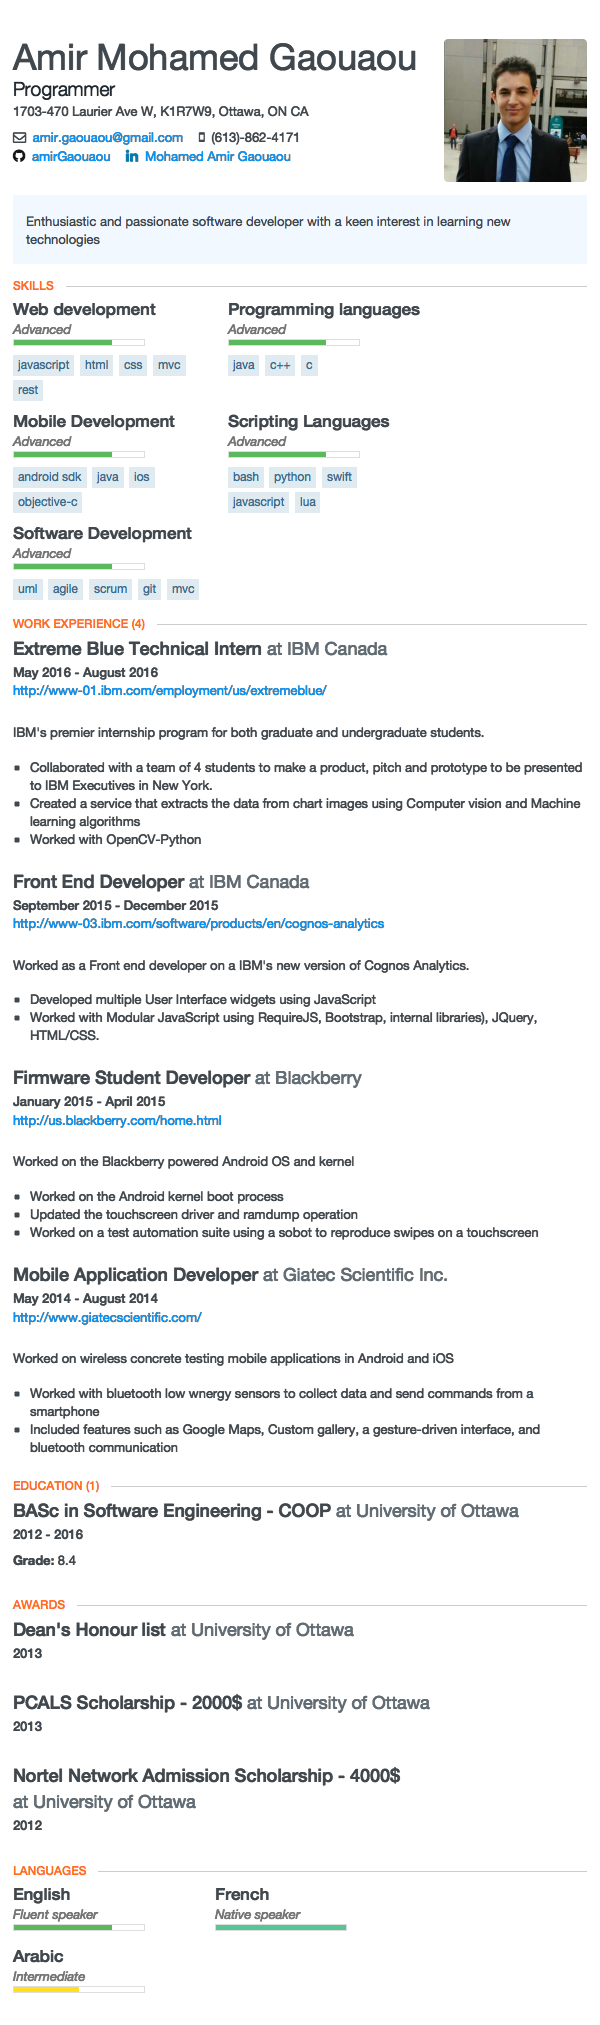 Amir Mohamed Gaouaou
Programmer
1703-470 Laurier Ave W, K1R7W9, Ottawa, ON CA
amir.gaouaou@gmail.com (613)-862-4171
amirGaouaou Mohamed Amir Gaouaou
Enthusiastic and passionate software developer with a keen interest in learning new
technologies
SKILLS
Web development
Advanced
javascript html css mvc
rest
Programming languages
Advanced
java c++ c
Mobile Development
Advanced
android sdk java ios
objective-c
Scripting Languages
Advanced
bash python swift
javascript lua
Software Development
Advanced
uml agile scrum git mvc
WORK EXPERIENCE (4)
Extreme Blue Technical Intern at IBM Canada
May 2016 - August 2016
http://www-01.ibm.com/employment/us/extremeblue/
IBM's premier internship program for both graduate and undergraduate students.
Collaborated with a team of 4 students to make a product, pitch and prototype to be presented
to IBM Executives in New York.
Created a service that extracts the data from chart images using Computer vision and Machine
learning algorithms
Worked with OpenCV-Python
Front End Developer at IBM Canada
September 2015 - December 2015
http://www-03.ibm.com/software/products/en/cognos-analytics
Worked as a Front end developer on a IBM's new version of Cognos Analytics.
Developed multiple User Interface widgets using JavaScript
Worked with Modular JavaScript using RequireJS, Bootstrap, internal libraries), JQuery,
HTML/CSS.
Firmware Student Developer at Blackberry
January 2015 - April 2015
http://us.blackberry.com/home.html
Worked on the Blackberry powered Android OS and kernel
Worked on the Android kernel boot process
Updated the touchscreen driver and ramdump operation
Worked on a test automation suite using a sobot to reproduce swipes on a touchscreen
Mobile Application Developer at Giatec Scientific Inc.
May 2014 - August 2014
http://www.giatecscientific.com/
Worked on wireless concrete testing mobile applications in Android and iOS
Worked with bluetooth low wnergy sensors to collect data and send commands from a
smartphone
Included features such as Google Maps, Custom gallery, a gesture-driven interface, and
bluetooth communication
EDUCATION (1)
BASc in Software Engineering - COOP at University of Ottawa
2012 - 2016
Grade: 8.4
AWARDS
Dean's Honour list at University of Ottawa
2013
PCALS Scholarship - 2000$ at University of Ottawa
2013
Nortel Network Admission Scholarship - 4000$
at University of Ottawa
2012
LANGUAGES
English
Fluent speaker
French
Native speaker
Arabic
Intermediate